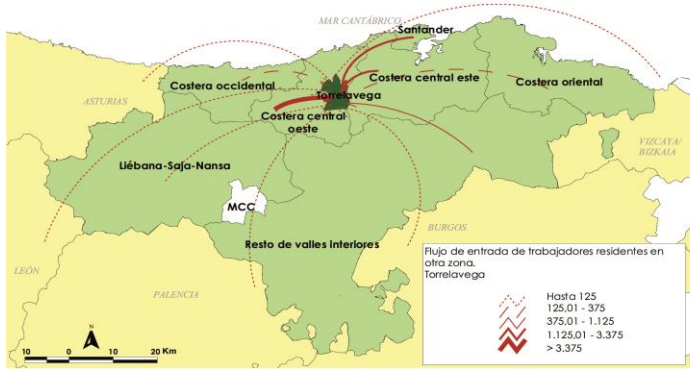 MAR CANTÁBRICO
Santander
Costera central este
Costera occidental
Costera oriental
Torrelavega
ASTURIAS
Costera central
oeste
VIZCAYA/
BIZKAIA
Liébana-Saja-Nansa
MCC
BURGOS
Resto de valles interiores
LEÓN
PALENCIA
Flujo de entrada de trabajadores residentes en
otra zona.
Torrelavega
Hasta 125
125,01 - 375
375,01 - 1.125
1.125,01 - 3.375
> 3.375
N
10 0 10 20 Km